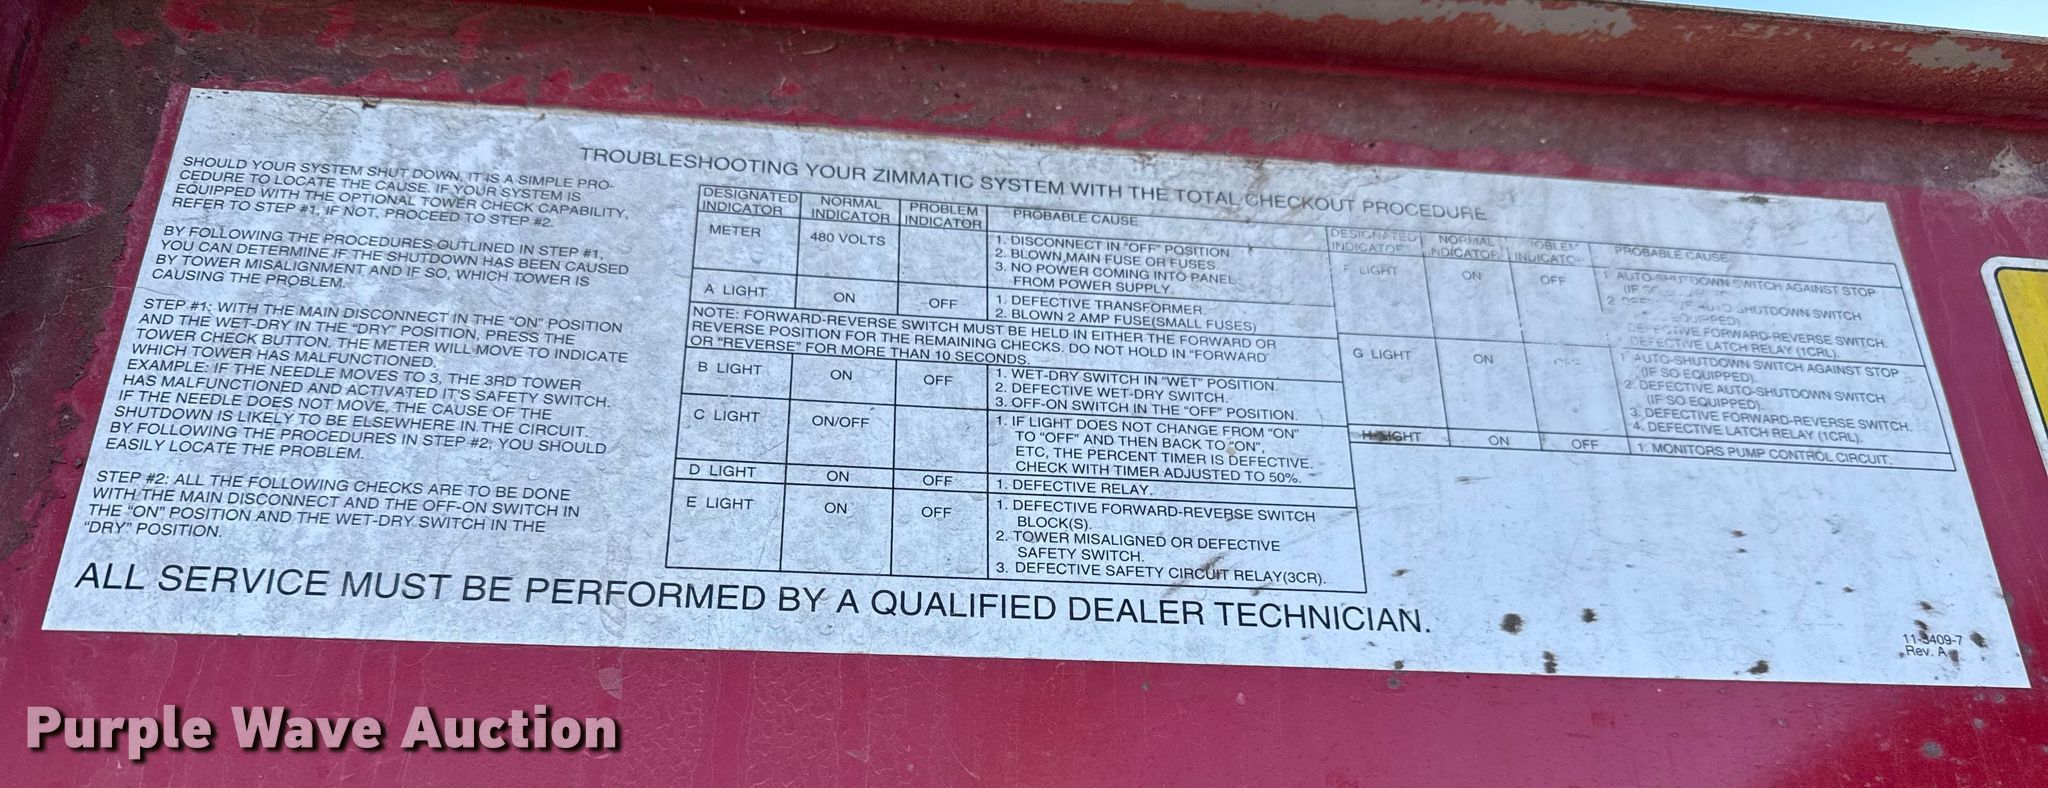 TROUBLESHOOTING YOUR ZIMMATIC SYSTEM WITH THE TOTAL CHECKOUT PROCEDURE
SHOULD YOUR SYSTEM SHUT DOWN, IT IS A SIMPLE PRO-
CEDURE TO LOCATE THE CAUSE. IF YOUR SYSTEM IS
EQUIPPED WITH THE OPTIONAL TOWER CHECK CAPABILITY,
REFER TO STEP #1, IF NOT, PROCEED TO STEP #2.
BY FOLLOWING THE PROCEDURES OUTLINED IN STEP #1,
YOU CAN DETERMINE IF THE SHUTDOWN HAS BEEN CAUSED
BY TOWER MISALIGNMENT AND IF SO, WHICH TOWER IS
CAUSING THE PROBLEM.
STEP #1: WITH THE MAIN DISCONNECT IN THE "ON" POSITION
AND THE WET-DRY IN THE "DRY" POSITION, PRESS THE
TOWER CHECK BUTTON. THE METER WILL MOVE TO INDICATE
WHICH TOWER HAS MALFUNCTIONED.
EXAMPLE: IF THE NEEDLE MOVES TO 3, THE 3RD TOWER
HAS MALFUNCTIONED AND ACTIVATED IT'S SAFETY SWITCH.
IF THE NEEDLE DOES NOT MOVE, THE CAUSE OF THE
SHUTDOWN IS LIKELY TO BE ELSEWHERE IN THE CIRCUIT.
BY FOLLOWING THE PROCEDURES IN STEP #2, YOU SHOULD
EASILY LOCATE THE PROBLEM.
STEP #2: ALL THE FOLLOWING CHECKS ARE TO BE DONE
WITH THE MAIN DISCONNECT AND THE OFF-ON SWITCH IN
THE "ON" POSITION AND THE WET-DRY SWITCH IN THE
"DRY" POSITION.
DESIGNATED INDICATOR NORMAL INDICATOR PROBLEM INDICATOR PROBABLE CAUSE
METER 480 VOLTS 1. DISCONNECT IN "OFF" POSITION.
2. BLOWN MAIN FUSE OR FUSES.
3. NO POWER COMING INTO PANEL
FROM POWER SUPPLY.
A LIGHT ON OFF 1. DEFECTIVE TRANSFORMER.
2. BLOWN 2 AMP FUSE(SMALL FUSES)
NOTE: FORWARD-REVERSE SWITCH MUST BE HELD IN EITHER THE FORWARD OR
REVERSE POSITION FOR THE REMAINING CHECKS. DO NOT HOLD IN "FORWARD"
OR "REVERSE" FOR MORE THAN 10 SECONDS.
B LIGHT ON OFF 1. WET-DRY SWITCH IN "WET" POSITION.
2. DEFECTIVE WET-DRY SWITCH.
3. OFF-ON SWITCH IN THE "OFF" POSITION.
C LIGHT ON/OFF 1. IF LIGHT DOES NOT CHANGE FROM "ON"
TO "OFF" AND THEN BACK TO "ON",
ETC, THE PERCENT TIMER IS DEFECTIVE.
CHECK WITH TIMER ADJUSTED TO 50%.
D LIGHT ON OFF 1. DEFECTIVE RELAY.
E LIGHT ON OFF 1. DEFECTIVE FORWARD-REVERSE SWITCH
BLOCK(S).
2. TOWER MISALIGNED OR DEFECTIVE
SAFETY SWITCH.
3. DEFECTIVE SAFETY CIRCUIT RELAY(3CR).
DESIGNATED INDICATOR NORMAL INDICATOR PROBABLE CAUSE
F LIGHT ON OFF 1. AUTO-SHUTDOWN SWITCH AGAINST STOP
(IF SO
2. SHUTDOWN SWITCH
EQUIPPED)
DEFECTIVE FORWARD-REVERSE SWITCH.
DEFECTIVE LATCH RELAY (1CRL).
G LIGHT ON 1. AUTO-SHUTDOWN SWITCH AGAINST STOP
(IF SO EQUIPPED).
2. DEFECTIVE AUTO-SHUTDOWN SWITCH
(IF SO EQUIPPED).
3. DEFECTIVE FORWARD-REVERSE SWITCH.
4. DEFECTIVE LATCH RELAY (1CRL).
H LIGHT ON OFF 1. MONITORS PUMP CONTROL CIRCUIT.
ALL SERVICE MUST BE PERFORMED BY A QUALIFIED DEALER TECHNICIAN.
11-3409-7
Rev. A
Purple Wave Auction